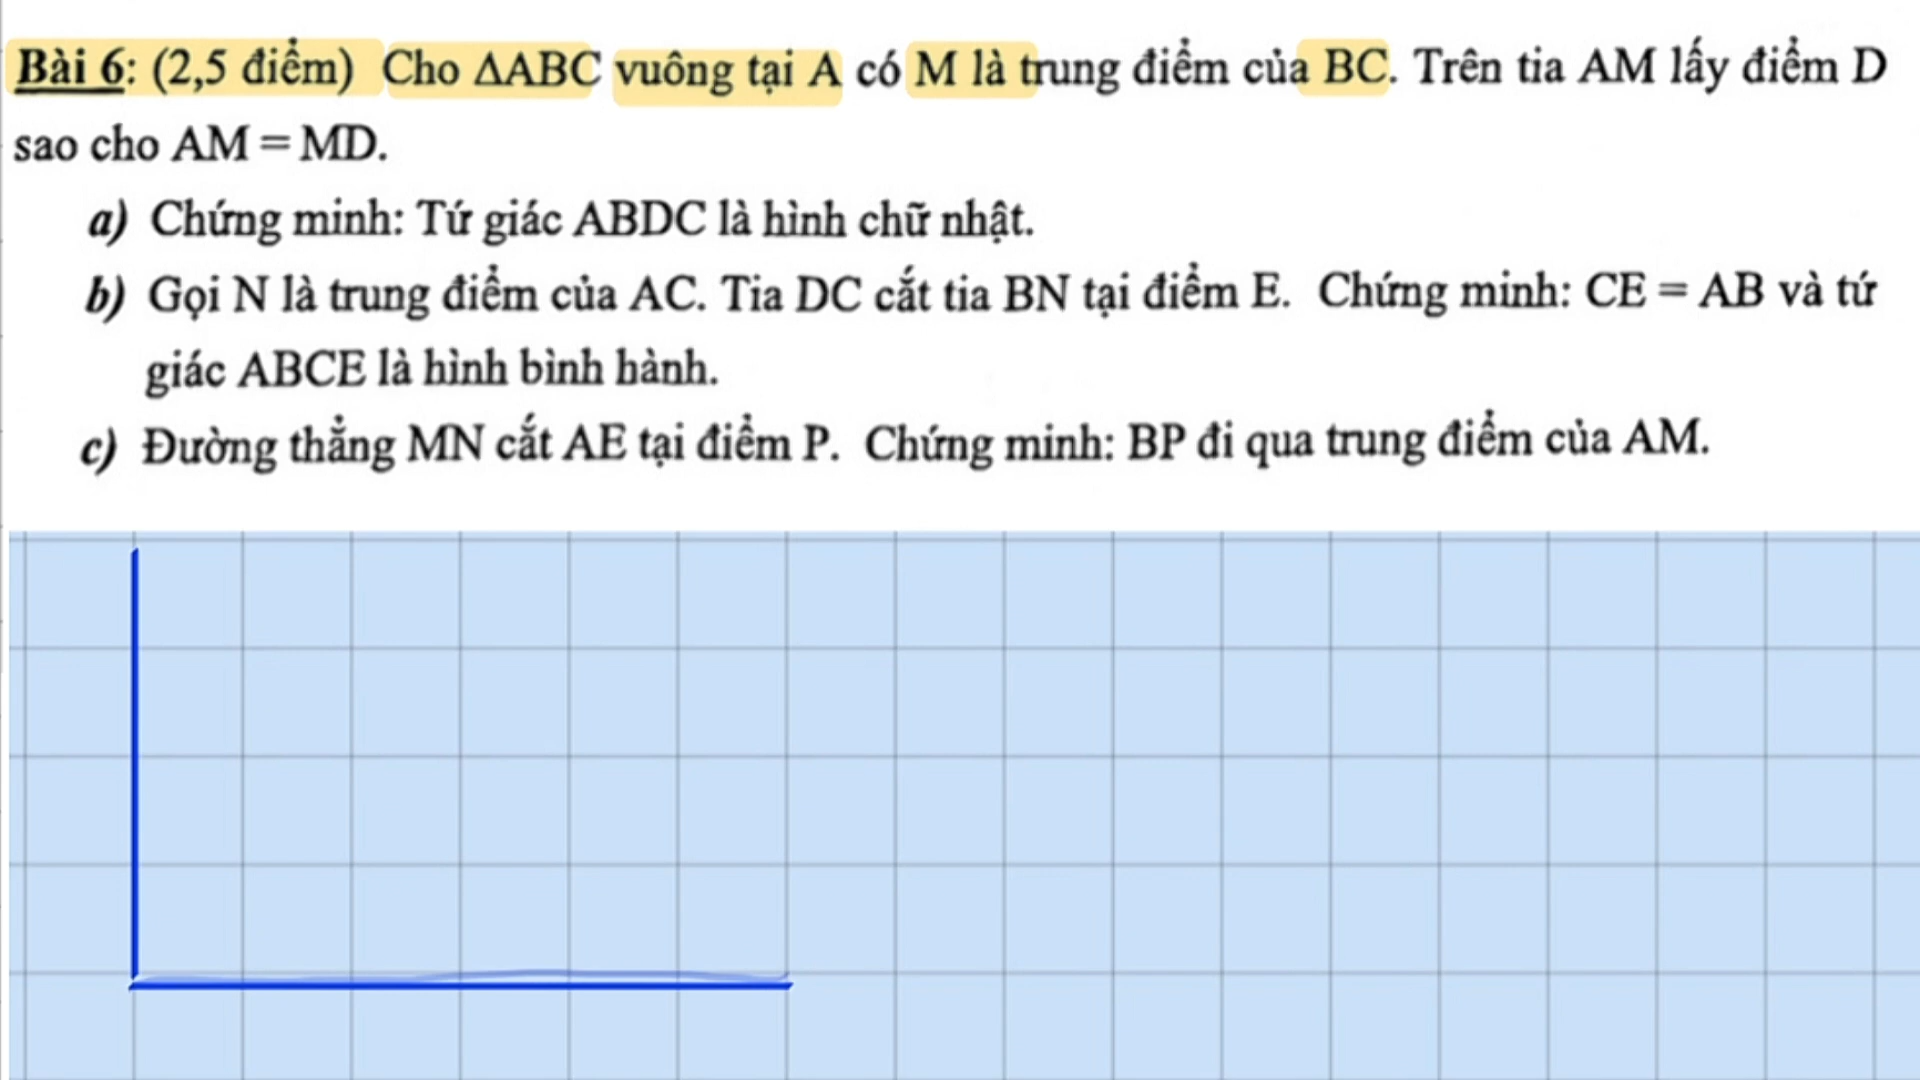 Bài 6: (2,5 điểm) Cho ΔABC vuông tại A có M là trung điểm của BC. Trên tia AM lấy điểm D
sao cho AM = MD.
a) Chứng minh: Tứ giác ABDC là hình chữ nhật.
b) Gọi N là trung điểm của AC. Tia DC cắt tia BN tại điểm E. Chứng minh: CE = AB và tứ
giác ABCE là hình bình hành.
c) Đường thẳng MN cắt AE tại điểm P. Chứng minh: BP đi qua trung điểm của AM.